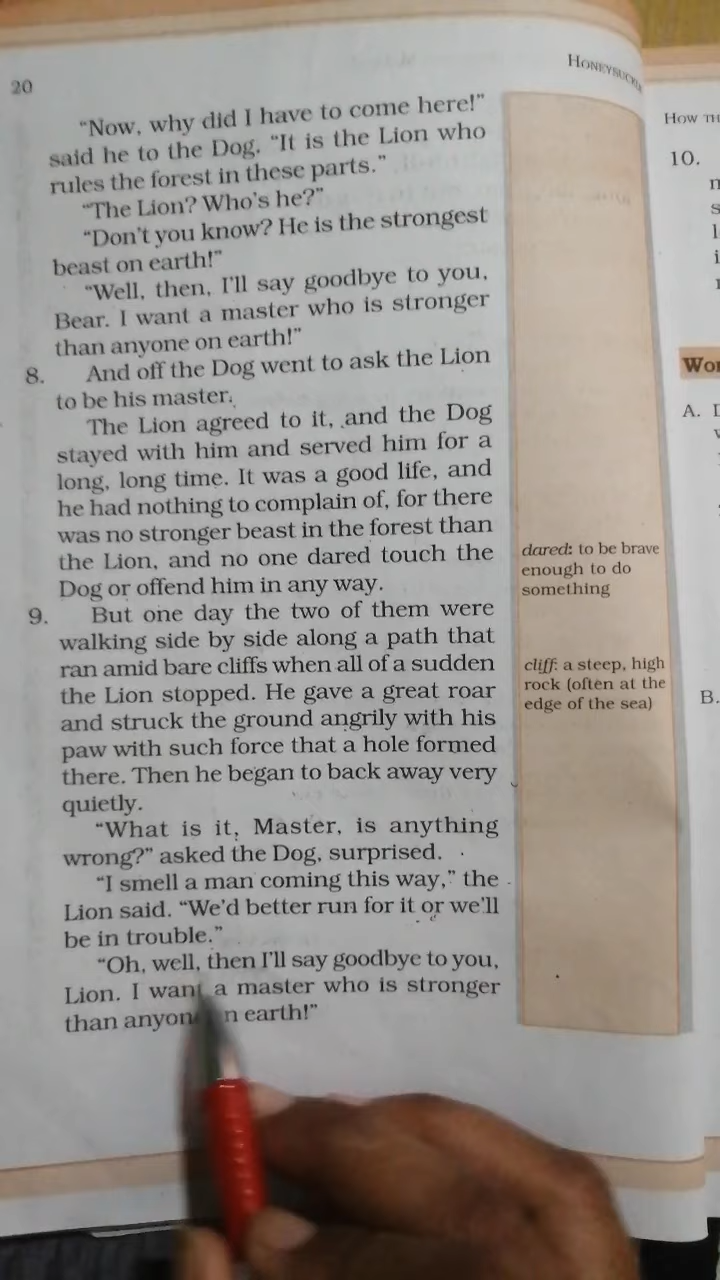 20
HONEYSUCKLE
"Now, why did I have to come here!"
said he to the Dog. "It is the Lion who
rules the forest in these parts."
"The Lion? Who's he?"
"Don't you know? He is the strongest
beast on earth!"
"Well, then, I'll say goodbye to you,
Bear. I want a master who is stronger
than anyone on earth!"
8. And off the Dog went to ask the Lion
to be his master.
The Lion agreed to it, and the Dog
stayed with him and served him for a
long, long time. It was a good life, and
he had nothing to complain of, for there
was no stronger beast in the forest than
the Lion, and no one dared touch the
Dog or offend him in any way.
9. But one day the two of them were
walking side by side along a path that
ran amid bare cliffs when all of a sudden
the Lion stopped. He gave a great roar
and struck the ground angrily with his
paw with such force that a hole formed
there. Then he began to back away very
quietly.
"What is it, Master, is anything
wrong?" asked the Dog, surprised.
"I smell a man coming this way," the
Lion said. "We'd better run for it or we'll
be in trouble."
"Oh, well, then I'll say goodbye to you,
Lion. I want a master who is stronger
than anyone on earth!"
dared: to be brave
enough to do
something
cliff: a steep, high
rock (often at the
edge of the sea)
HOW TH
10.
A.
B.